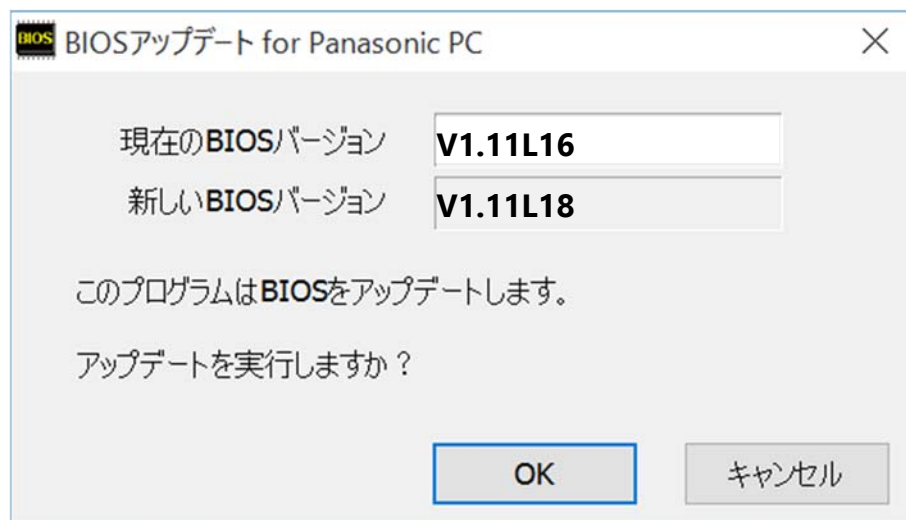 BIOS BIOSアップデート for Panasonic PC
現在のBIOSバージョン V1.11L16
新しいBIOSバージョン V1.11L18
このプログラムはBIOSをアップデートします。
アップデートを実行しますか？
OK キャンセル